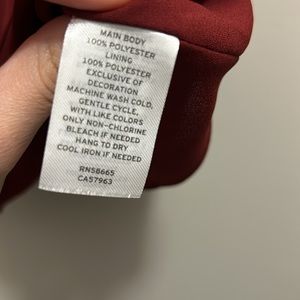 MAIN BODY
100% POLYESTER
LINING
100% POLYESTER
EXCLUSIVE OF
DECORATION
MACHINE WASH COLD,
GENTLE CYCLE,
WITH LIKE COLORS
ONLY NON-CHLORINE
BLEACH IF NEEDED
HANG TO DRY
COOL IRON IF NEEDED
RN58665
CA57963